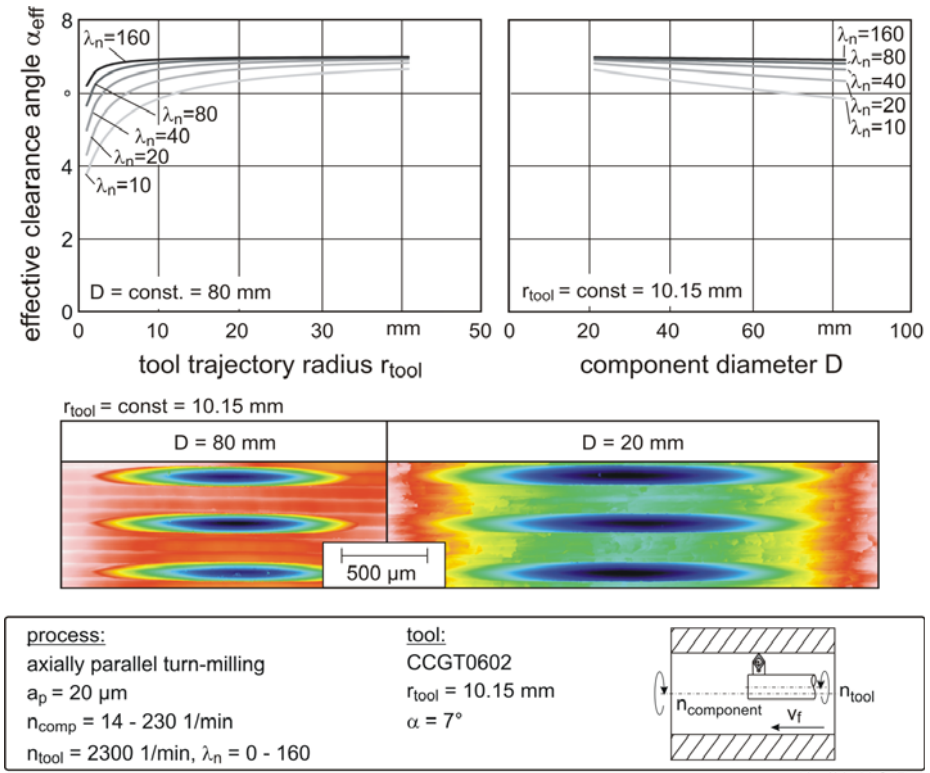 effective clearance angle αeff
8
°
4
2
0
λn=160
λn=80
λn=40
λn=20
λn=10
D = const. = 80 mm
10
20
30
mm
50
tool trajectory radius rtool
λn=160
λn=80
λn=40
λn=20
λn=10
rtool = const = 10.15 mm
0
20
40
60
mm
100
component diameter D
rtool = const = 10.15 mm
D = 80 mm
D = 20 mm
500 µm
process:
axially parallel turn-milling
ap = 20 µm
ncomp = 14 - 230 1/min
ntool = 2300 1/min, λn = 0 - 160
tool:
CCGT0602
rtool = 10.15 mm
α = 7°
ncomponent
vf
ntool